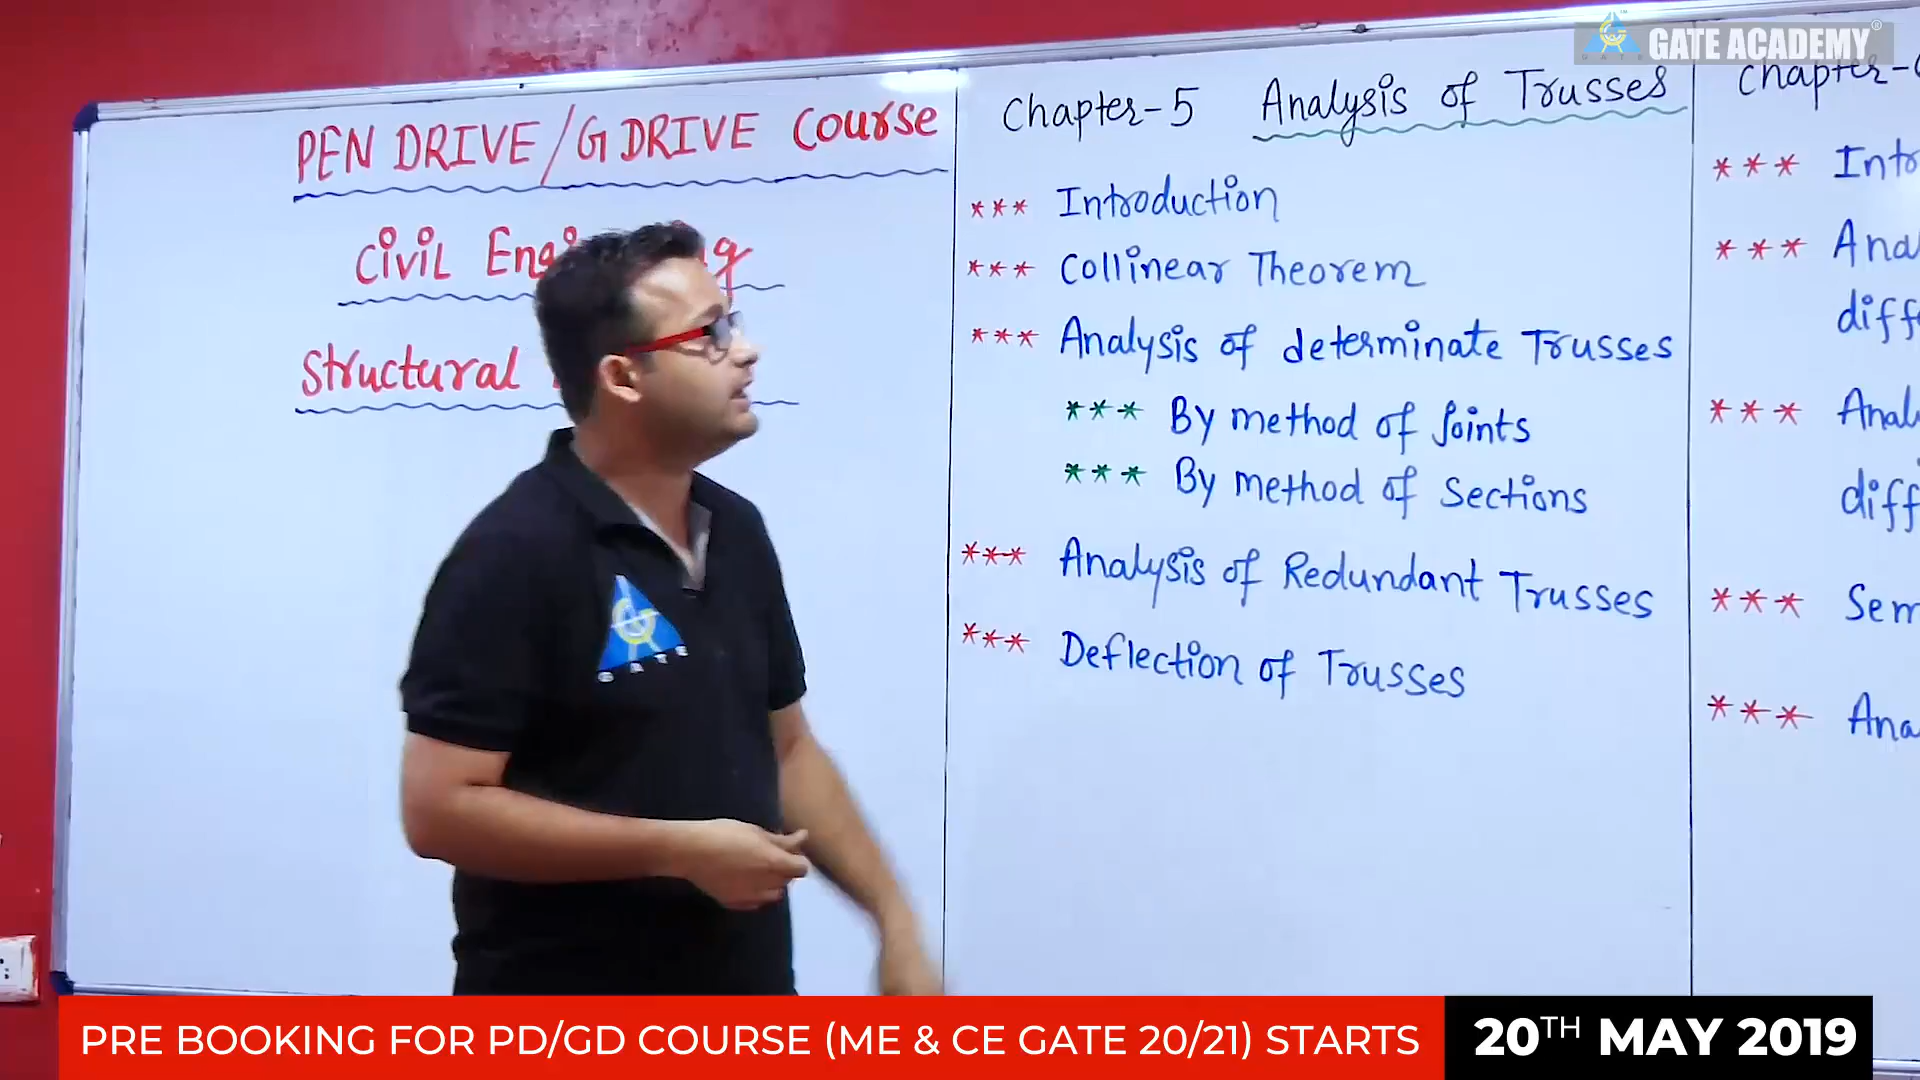 GATE ACADEMY
PEN DRIVE/G DRIVE Course
Civil
Structural
Chapter-5 Analysis of Trusses
*** Introduction
*** Collinear Theorem
*** Analysis of determinate Trusses
*** By method of Joints
*** By method of Sections
*** Analysis of Redundant Trusses
*** Deflection of Trusses
Chapter-
***
***
***
***
***
GATE
PRE BOOKING FOR PD/GD COURSE (ME & CE GATE 20/21) STARTS
20TH MAY 2019